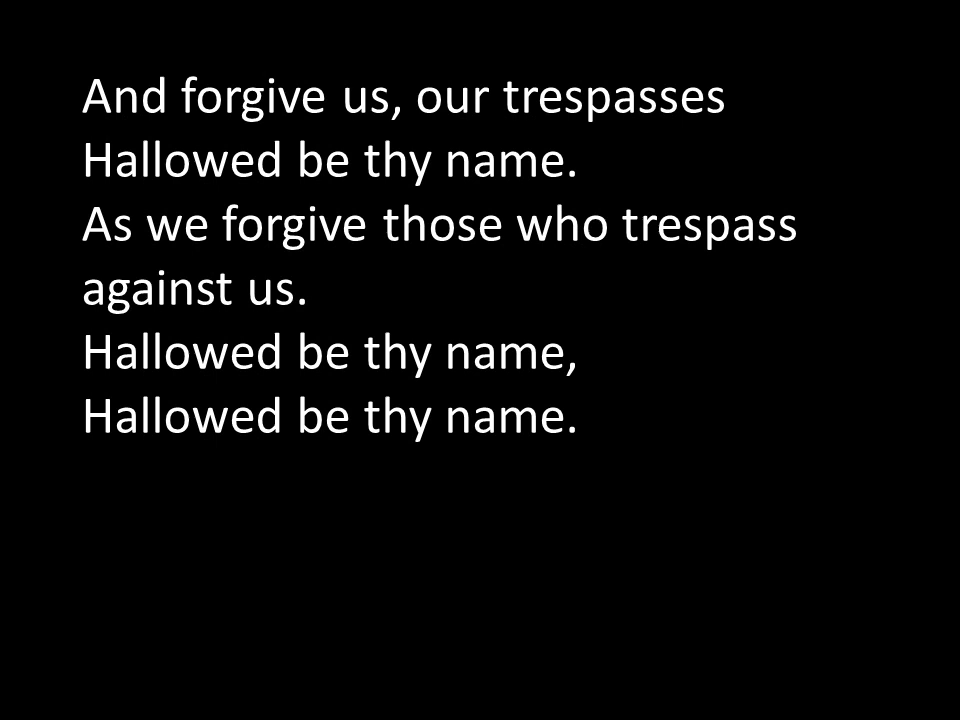 And forgive us, our trespasses
Hallowed be thy name.
As we forgive those who trespass
against us.
Hallowed be thy name,
Hallowed be thy name.